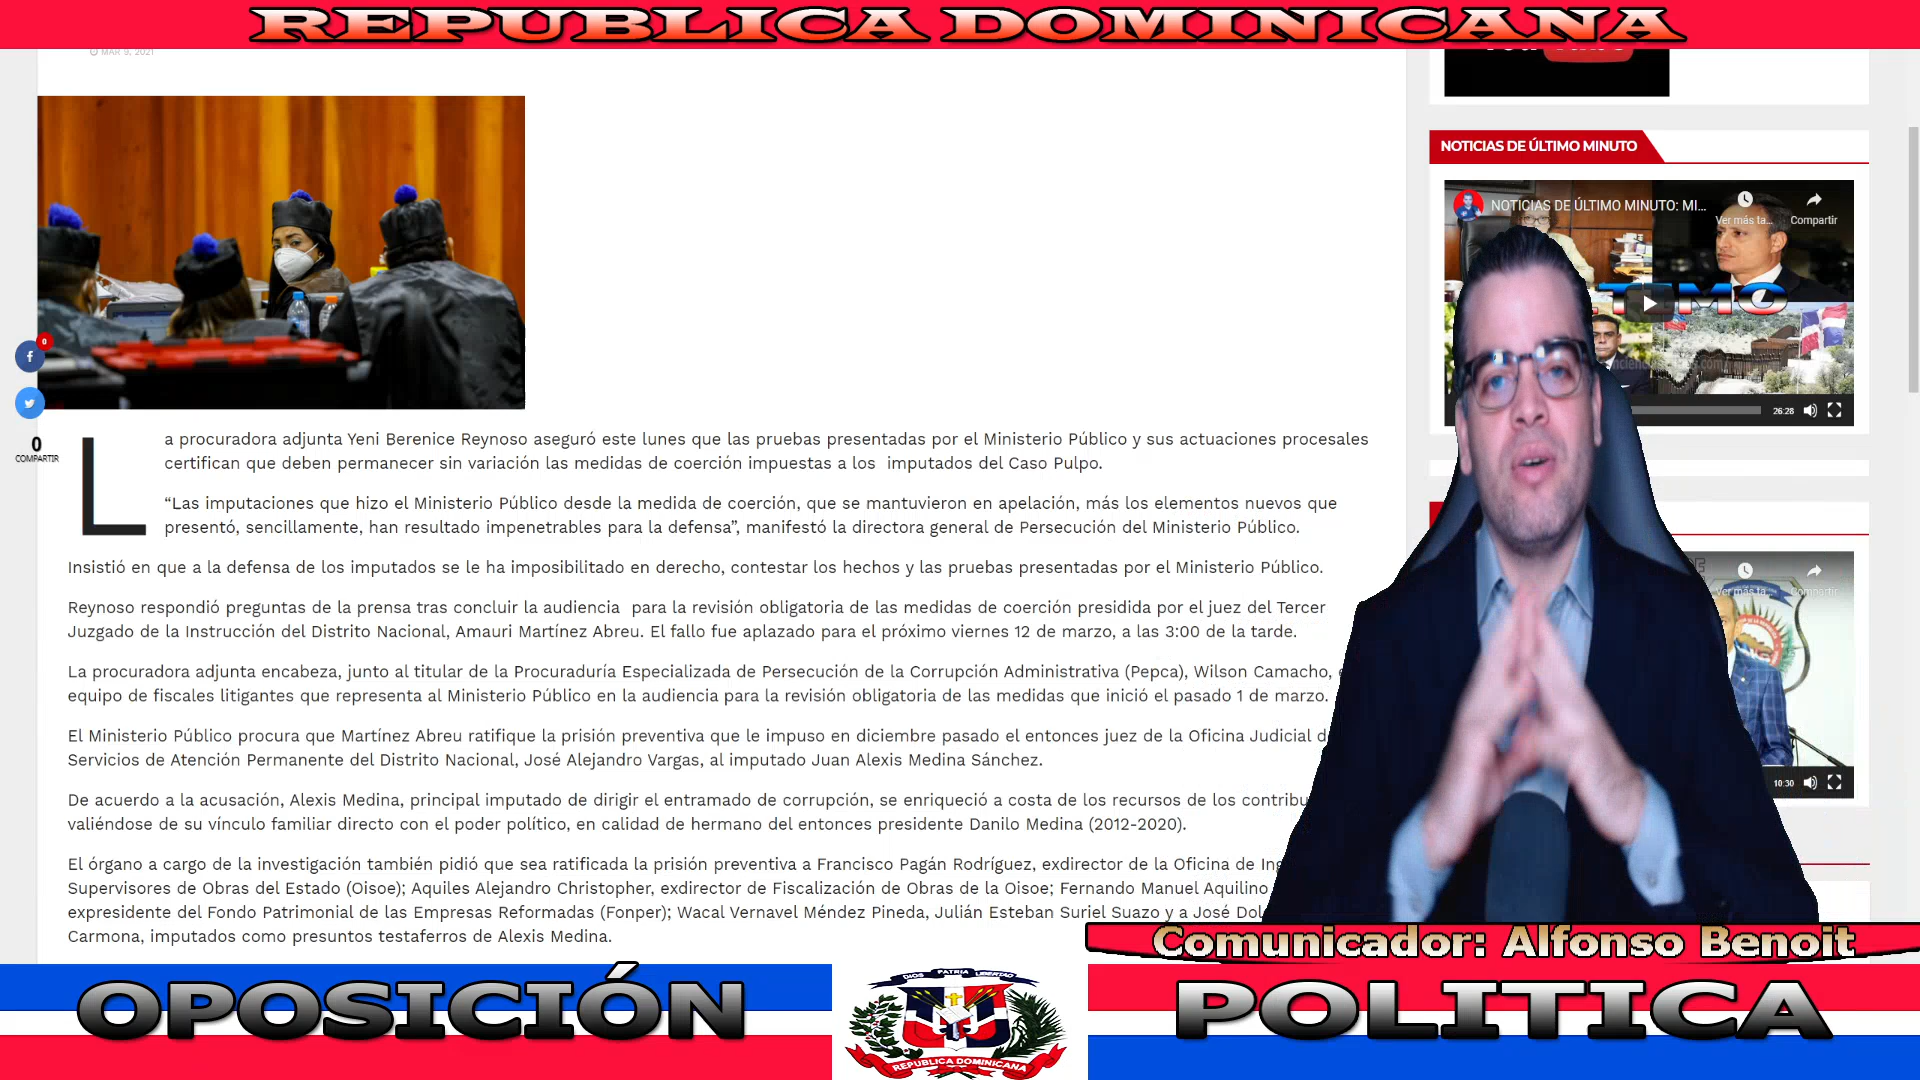 REPUBLICA DOMINICANA
MAR 9, 2021
NOTICIAS DE ÚLTIMO MINUTO
NOTICIAS DE ÚLTIMO MINUTO: MI...
Ver más ta...
Compartir
26:28
0
0
COMPARTIR
La procuradora adjunta Yeni Berenice Reynoso aseguró este lunes que las pruebas presentadas por el Ministerio Público y sus actuaciones procesales
certifican que deben permanecer sin variación las medidas de coerción impuestas a los imputados del Caso Pulpo.
“Las imputaciones que hizo el Ministerio Público desde la medida de coerción, que se mantuvieron en apelación, más los elementos nuevos que
presentó, sencillamente, han resultado impenetrables para la defensa”, manifestó la directora general de Persecución del Ministerio Público.
Insistió en que a la defensa de los imputados se le ha imposibilitado en derecho, contestar los hechos y las pruebas presentadas por el Ministerio Público.
Reynoso respondió preguntas de la prensa tras concluir la audiencia para la revisión obligatoria de las medidas de coerción presidida por el juez del Tercer
Juzgado de la Instrucción del Distrito Nacional, Amauri Martínez Abreu. El fallo fue aplazado para el próximo viernes 12 de marzo, a las 3:00 de la tarde.
La procuradora adjunta encabeza, junto al titular de la Procuraduría Especializada de Persecución de la Corrupción Administrativa (Pepca), Wilson Camacho,
equipo de fiscales litigantes que representa al Ministerio Público en la audiencia para la revisión obligatoria de las medidas que inició el pasado 1 de marzo.
El Ministerio Público procura que Martínez Abreu ratifique la prisión preventiva que le impuso en diciembre pasado el entonces juez de la Oficina Judicial
Servicios de Atención Permanente del Distrito Nacional, José Alejandro Vargas, al imputado Juan Alexis Medina Sánchez.
De acuerdo a la acusación, Alexis Medina, principal imputado de dirigir el entramado de corrupción, se enriqueció a costa de los recursos de los contribu
valiéndose de su vínculo familiar directo con el poder político, en calidad de hermano del entonces presidente Danilo Medina (2012-2020).
El órgano a cargo de la investigación también pidió que sea ratificada la prisión preventiva a Francisco Pagán Rodríguez, exdirector de la Oficina de Ing
Supervisores de Obras del Estado (Oisoe); Aquiles Alejandro Christopher, exdirector de Fiscalización de Obras de la Oisoe; Fernando Manuel Aquilino
expresidente del Fondo Patrimonial de las Empresas Reformadas (Fonper); Wacal Vernavel Méndez Pineda, Julián Esteban Suriel Suazo y a José Dol
Carmona, imputados como presuntos testaferros de Alexis Medina.
Ver más ta...
Compartir
10:30
Comunicador: Alfonso Benoit
OPOSICIÓN
DIOS PATRIA LIBERTAD
REPUBLICA DOMINICANA
POLITICA